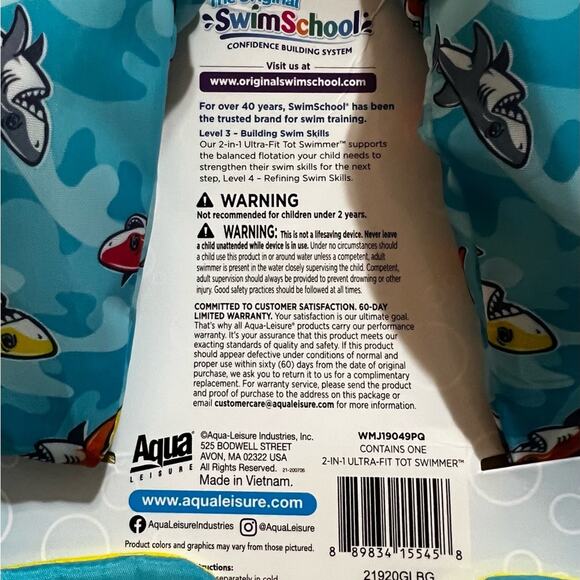 The Original
SwimSchool®
CONFIDENCE BUILDING SYSTEM
Visit us at
www.originalswimschool.com
For over 40 years, SwimSchool® has been
the trusted brand for swim training.
Level 3 – Building Swim Skills
Our 2-in-1 Ultra-Fit Tot Swimmer™ supports
the balanced flotation your child needs to
strengthen their swim skills for the next
step, Level 4 – Refining Swim Skills.
WARNING
Not recommended for children under 2 years.
WARNING: This is not a lifesaving device. Never leave
a child unattended while device is in use. Under no circumstances should
a child use this product in or around water unless a competent, adult
swimmer is present in the water closely supervising the child. Competent,
adult supervision should always be provided to prevent drowning or other
injury. Good safety practices should be followed at all times.
COMMITTED TO CUSTOMER SATISFACTION. 60-DAY
LIMITED WARRANTY. Your satisfaction is our ultimate goal.
That's why all Aqua-Leisure® products carry our performance
warranty. It's your assurance that this product meets our
exacting standards of quality and safety. If this product
should appear defective under conditions of normal and
proper use within sixty (60) days from the date of original
purchase, we ask you to return it to us for a complimentary
replacement. For warranty service, please send the product
and proof of purchase to the address on this package or
email customercare@aqualeisure.com for more information.
Aqua
LEISURE
©Aqua-Leisure Industries, Inc.
525 BODWELL STREET
AVON, MA 02322 USA
All Rights Reserved. 21-200706
Made in Vietnam.
www.aqualeisure.com
AquaLeisureIndustries @AquaLeisure
Product colors and graphics may vary.
WMJ19049PQ
CONTAINS ONE
2-IN-1 ULTRA-FIT TOT SWIMMER™
8 89834 15545 8
21920GLBG
separately in cold